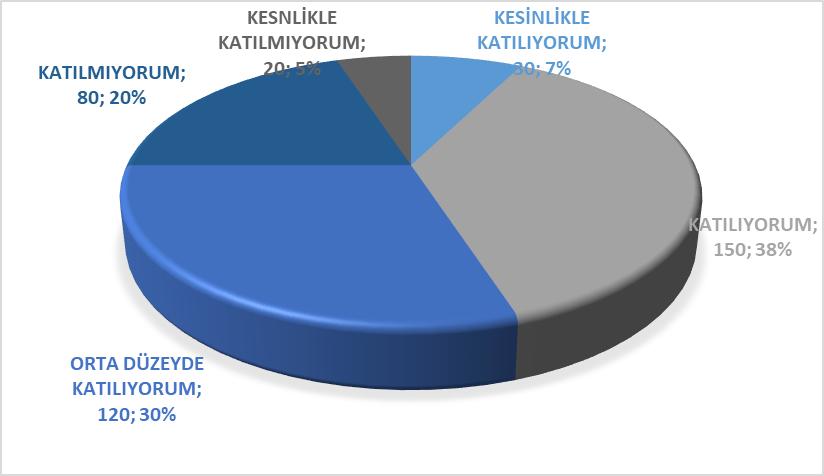 KESNLİKLE
KATILMIYORUM;
20; 5%
KESİNLİKLE
KATILIYORUM;
30; 7%
KATILMIYORUM;
80; 20%
KATILIYORUM;
150; 38%
ORTA DÜZEYDE
KATILIYORUM;
120; 30%